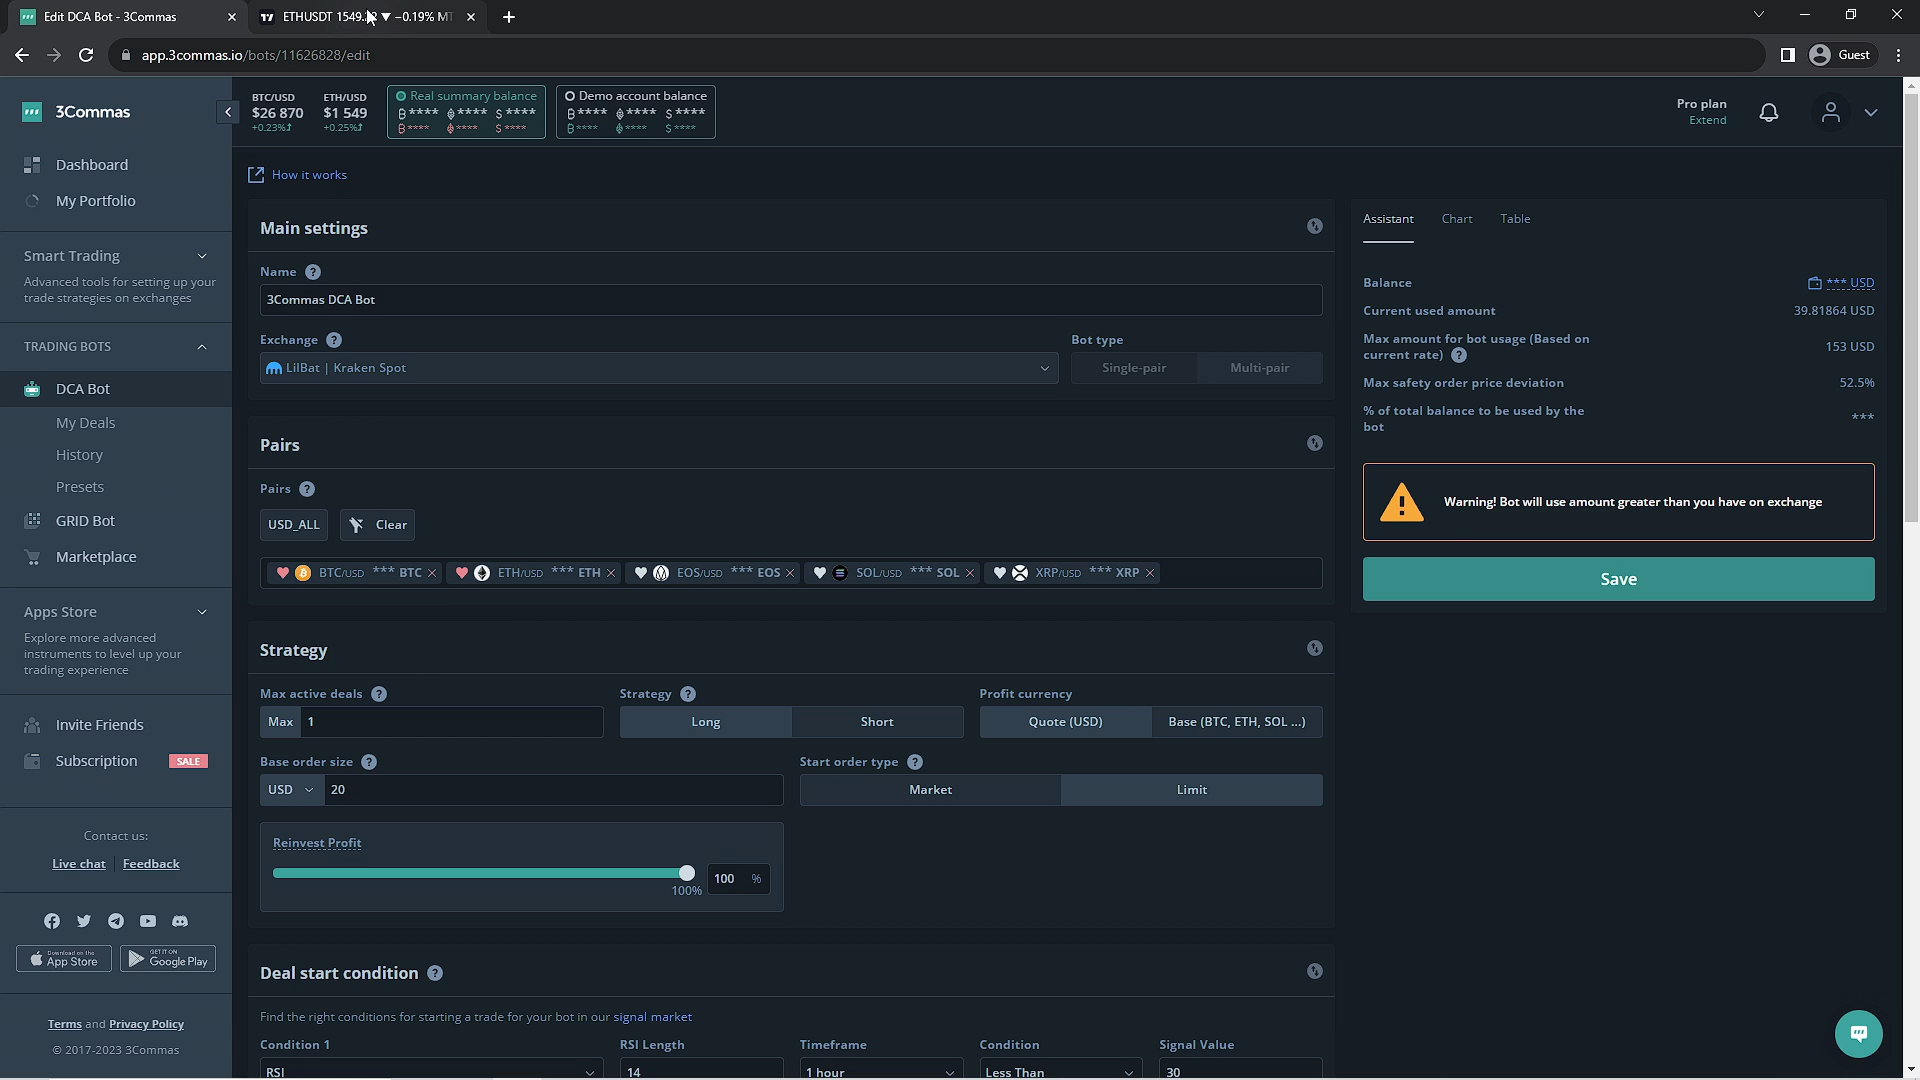 Edit DCA Bot - 3Commas
ETHUSDT 1549. ▼ −0.19% MT
app.3commas.io/bots/11626828/edit
Guest
3Commas
BTC/USD
$26 870
+0.23%
ETH/USD
$1 549
+0.25%
Real summary balance
**** **** $ ****
**** **** $ ****
Demo account balance
**** **** $ ****
**** **** $ ****
Pro plan
Extend
Dashboard
My Portfolio
Smart Trading
Advanced tools for setting up your
trade strategies on exchanges
TRADING BOTS
DCA Bot
My Deals
History
Presets
GRID Bot
Marketplace
Apps Store
Explore more advanced
instruments to level up your
trading experience
Invite Friends
Subscription SALE
Contact us:
Live chat Feedback
Download on the
App Store
GET IT ON
Google Play
Terms and Privacy Policy
© 2017-2023 3Commas
How it works
Main settings
Name ?
3Commas DCA Bot
Exchange ?
LilBat | Kraken Spot
Bot type
Single-pair Multi-pair
Pairs
Pairs ?
USD_ALL Clear
BTC/USD *** BTC ETH/USD *** ETH EOS/USD *** EOS SOL/USD *** SOL XRP/USD *** XRP
Strategy
Max active deals ? Strategy ? Profit currency
Max 1 Long Short Quote (USD) Base (BTC, ETH, SOL ...)
Base order size ? Start order type ?
USD 20 Market Limit
Reinvest Profit
100 %
100%
Deal start condition ?
Find the right conditions for starting a trade for your bot in our signal market
Condition 1 RSI Length Timeframe Condition Signal Value
RSI 14 1 hour Less Than 30
Assistant Chart Table
Balance *** USD
Current used amount 39.81864 USD
Max amount for bot usage (Based on
current rate) ? 153 USD
Max safety order price deviation 52.5%
% of total balance to be used by the
bot ***
Warning! Bot will use amount greater than you have on exchange
Save